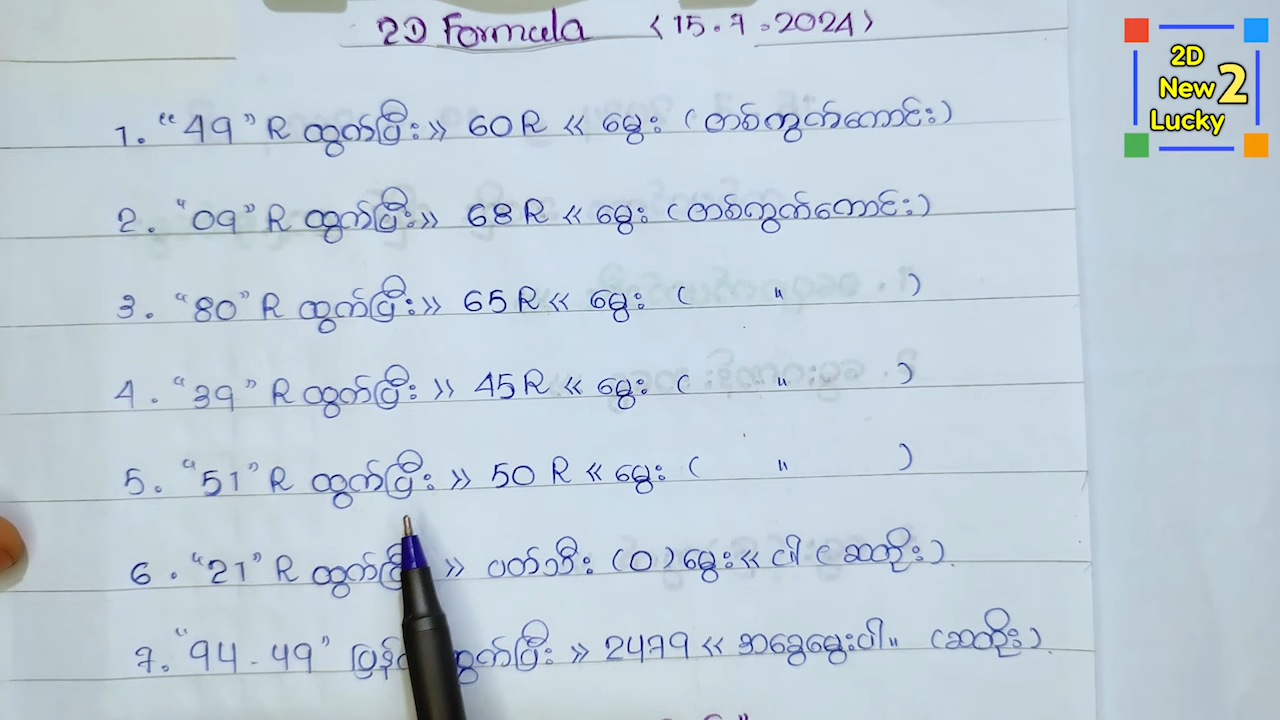 2D Formula (15.7.2024)
2D
New 2
Lucky
1. "49" R ထွက်ပြီး » 60R « မွေး (တစ်ကွက်ကောင်း)
2. "09" R ထွက်ပြီး » 68R « မွေး (တစ်ကွက်ကောင်း)
3. "80" R ထွက်ပြီး » 65R « မွေး ( " )
4. "39" R ထွက်ပြီး » 45R « မွေး ( " )
5. "51" R ထွက်ပြီး » 50 R « မွေး ( " )
6. "21" R ထွက်ပြီး » ပတ်သီး (0) မွေး « ပါ (ဆတိုး).
7. "94-49" ပြန် ထွက်ပြီး » 2479 « အခွေမွေးပါ။ (ဆတိုး).